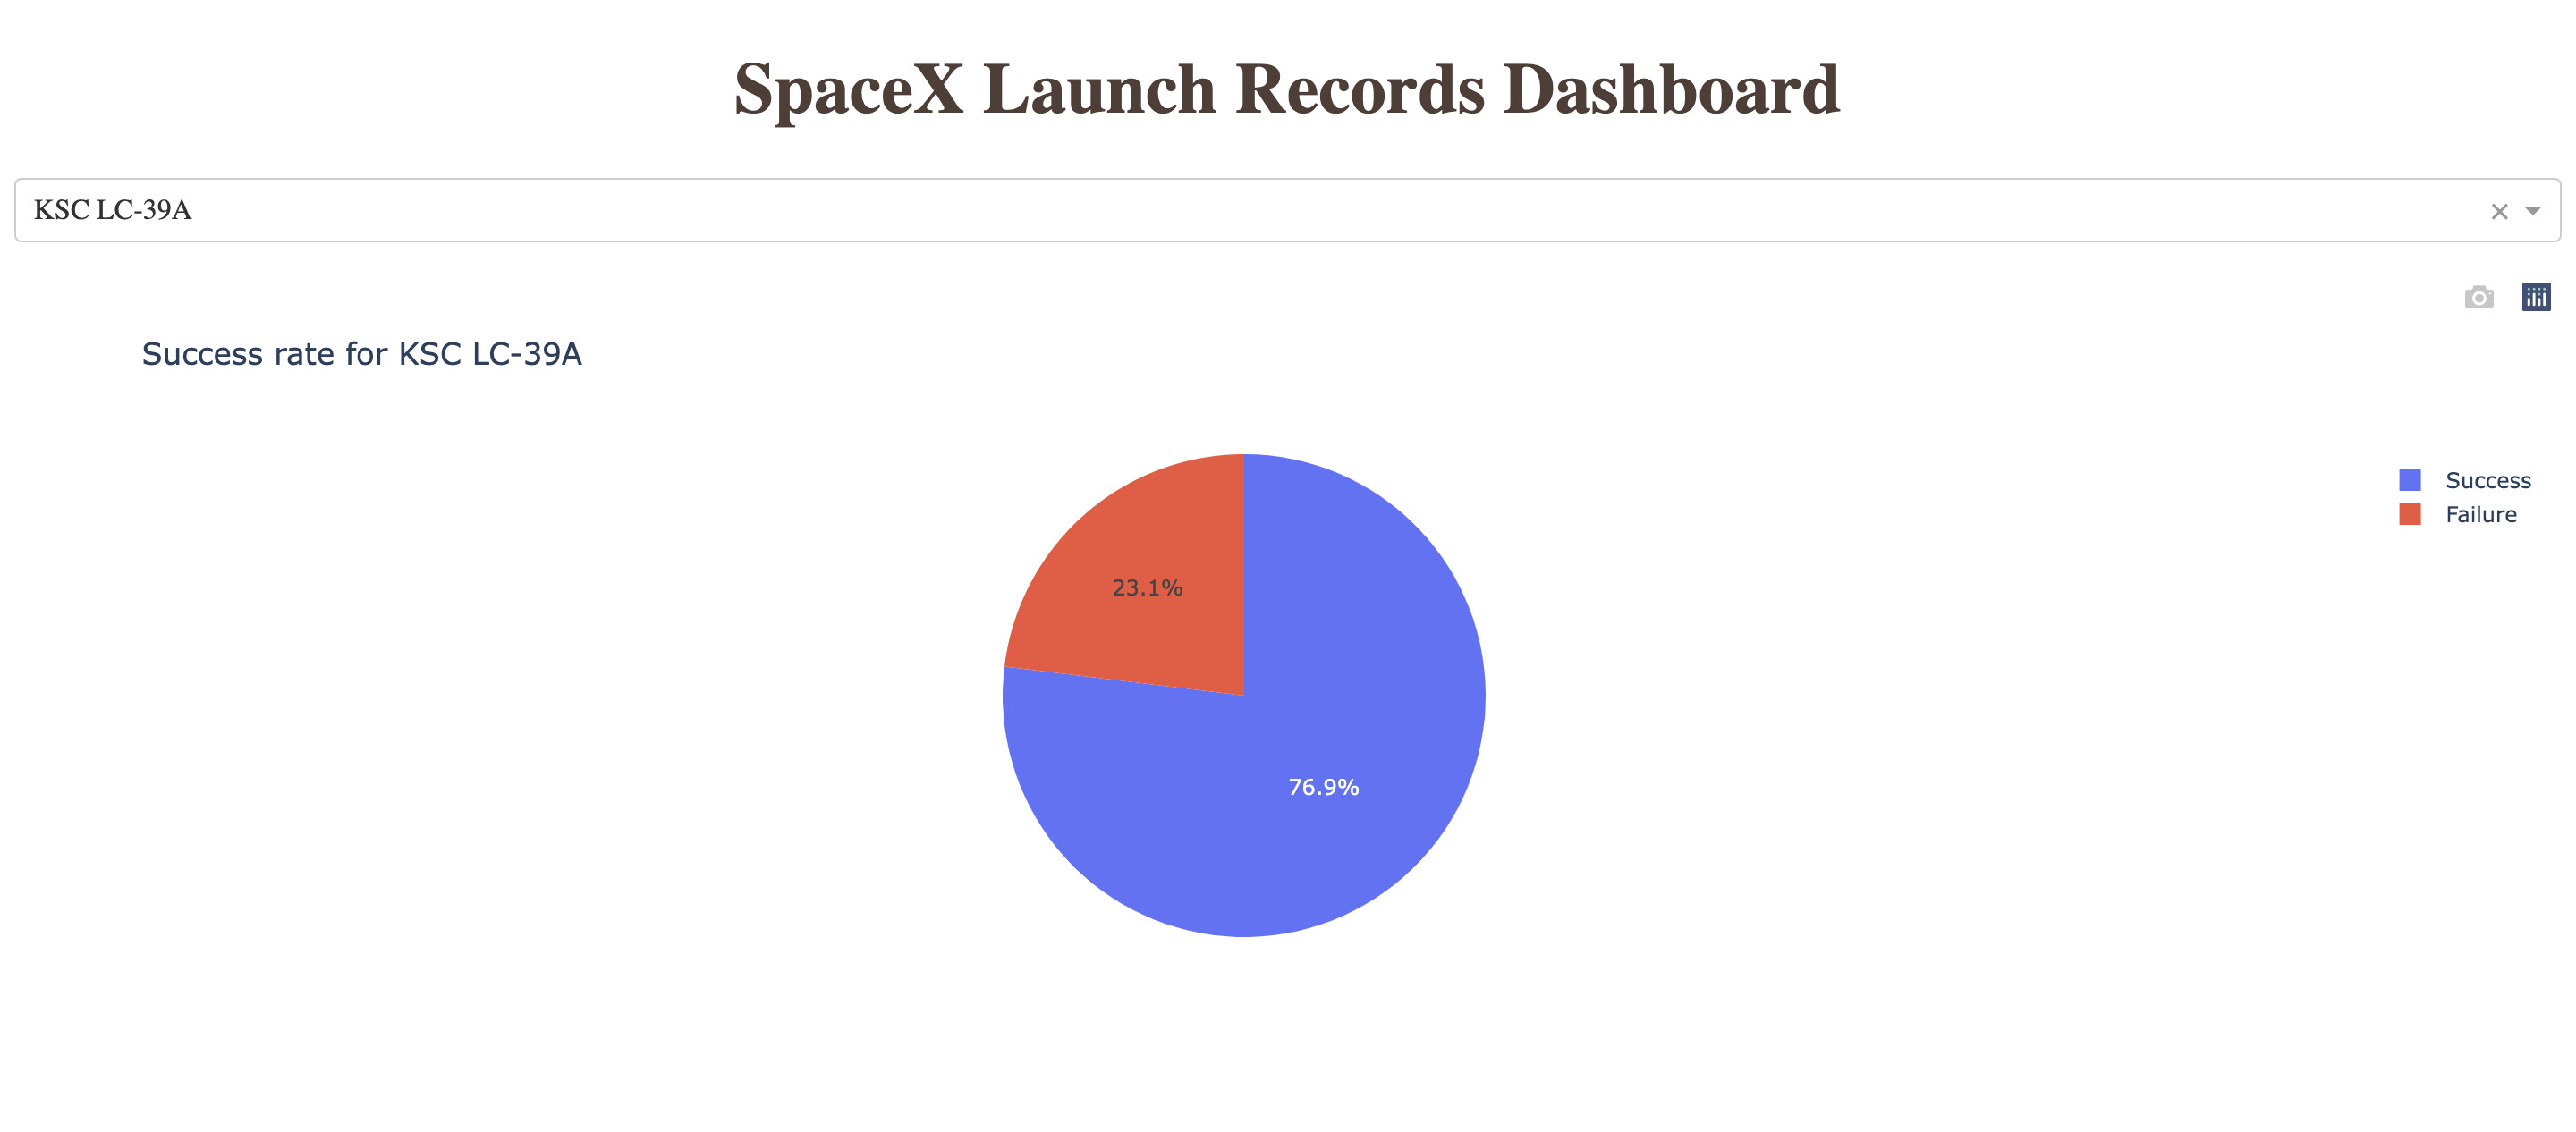 SpaceX Launch Records Dashboard
KSC LC-39A
Success rate for KSC LC-39A
Success
Failure
23.1%
76.9%